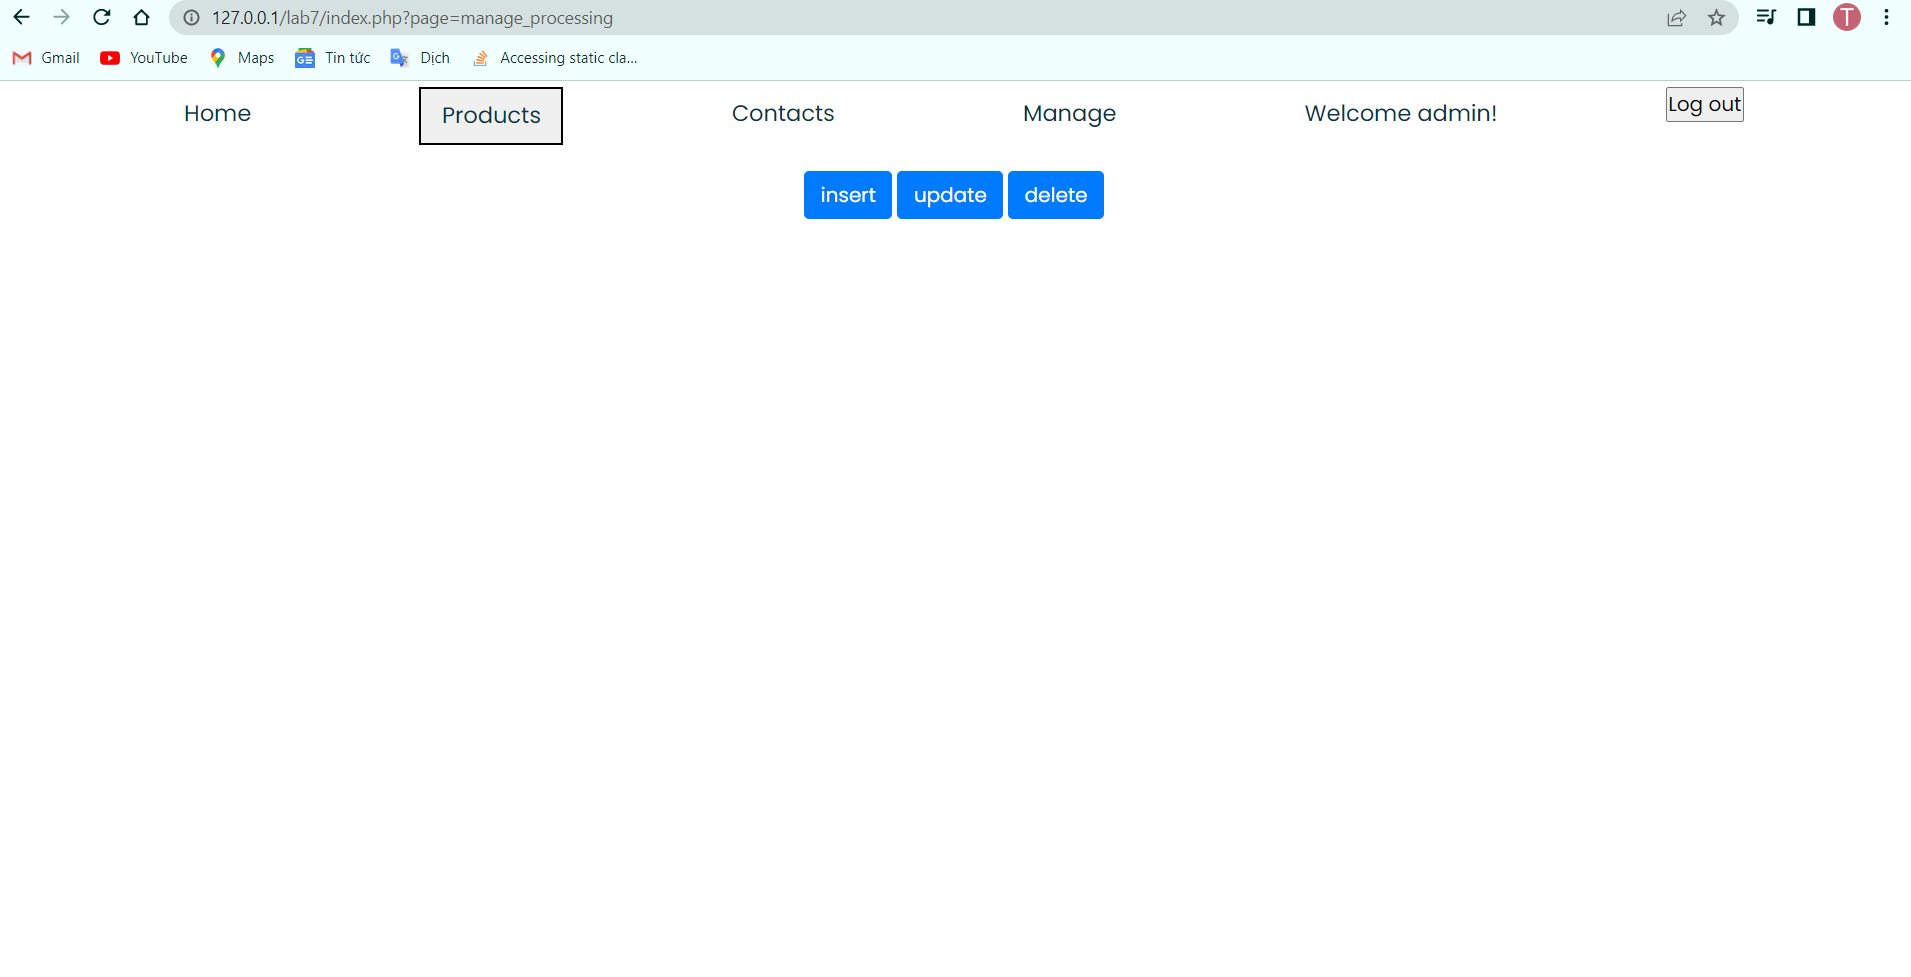 127.0.0.1/lab7/index.php?page=manage_processing
T
Gmail YouTube Maps Tin tức Dịch Accessing static cla...
Home Products Contacts Manage Welcome admin! Log out
insert update delete